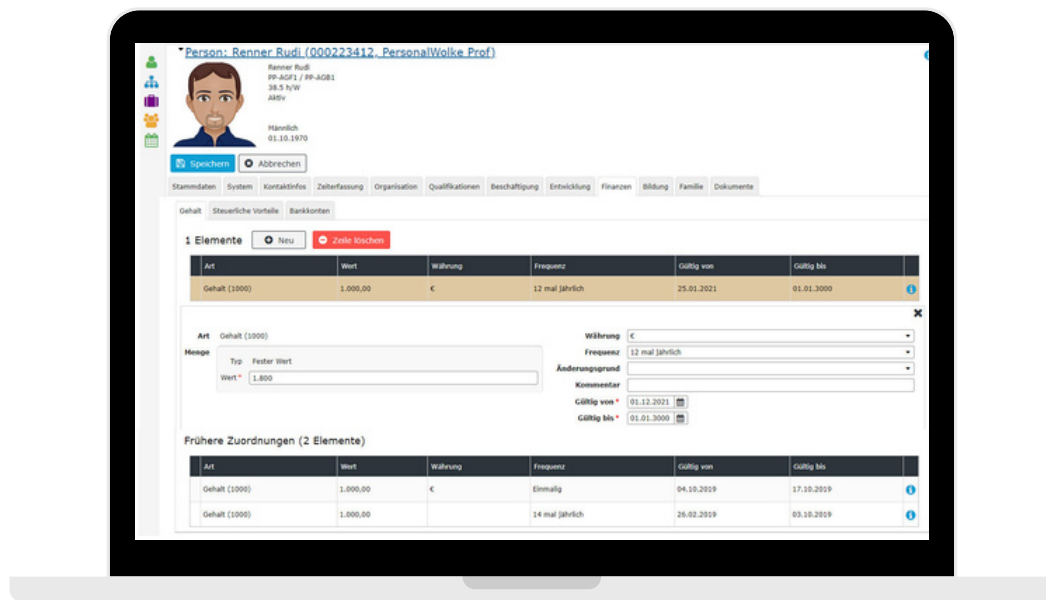 Person: Renner Rudi (000223412, PersonalWolke Prof)
Renner Rudi
PP-AGF1 / PP-AGB1
38.5 h/W
Aktiv
Männlich
01.10.1970
Speichern Abbrechen
Stammdaten System Kontaktinfos Zeiterfassung Organisation Qualifikationen Beschäftigung Entwicklung Finanzen Bildung Familie Dokumente
Gehalt Steuerliche Vorteile Bankkonten
1 Elemente Neu Zeile löschen
Art Wert Währung Frequenz Gültig von Gültig bis
Gehalt (1000) 1.000,00 € 12 mal jährlich 25.01.2021 01.01.3000
Art Gehalt (1000) Währung €
Menge Frequenz 12 mal jährlich
Typ Fester Wert Änderungsgrund
Wert* 1.800 Kommentar
Gültig von * 01.12.2021
Gültig bis * 01.01.3000
Frühere Zuordnungen (2 Elemente)
Art Wert Währung Frequenz Gültig von Gültig bis
Gehalt (1000) 1.000,00 € Einmalig 04.10.2019 17.10.2019
Gehalt (1000) 1.000,00 14 mal jährlich 26.02.2019 03.10.2019